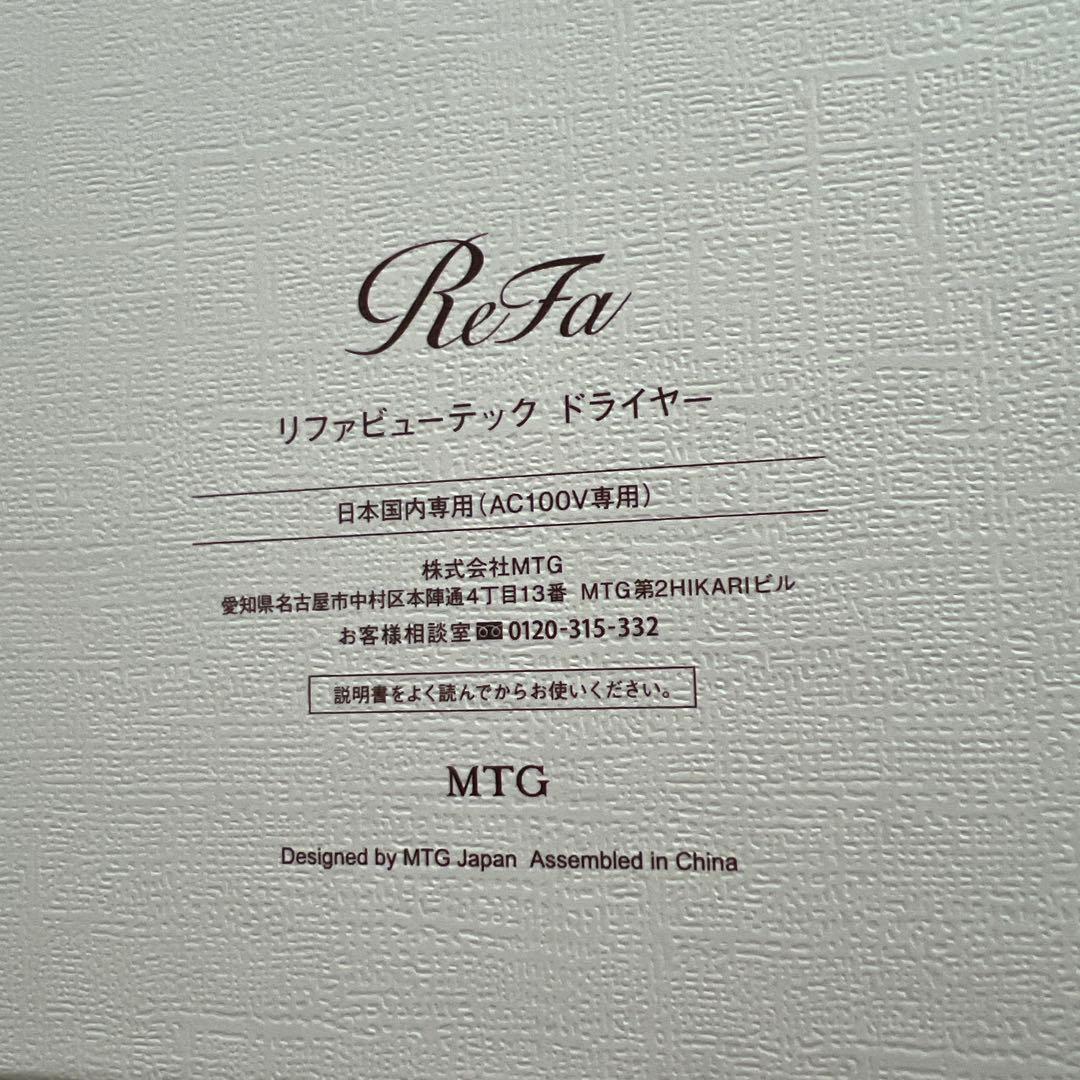 ReFa
リファビューテック ドライヤー
日本国内専用(AC100V専用)
株式会社MTG
愛知県名古屋市中村区本陣通4丁目13番 MTG第2HIKARIビル
お客様相談室 0120-315-332
説明書をよく読んでからお使いください。
MTG
Designed by MTG Japan Assembled in China